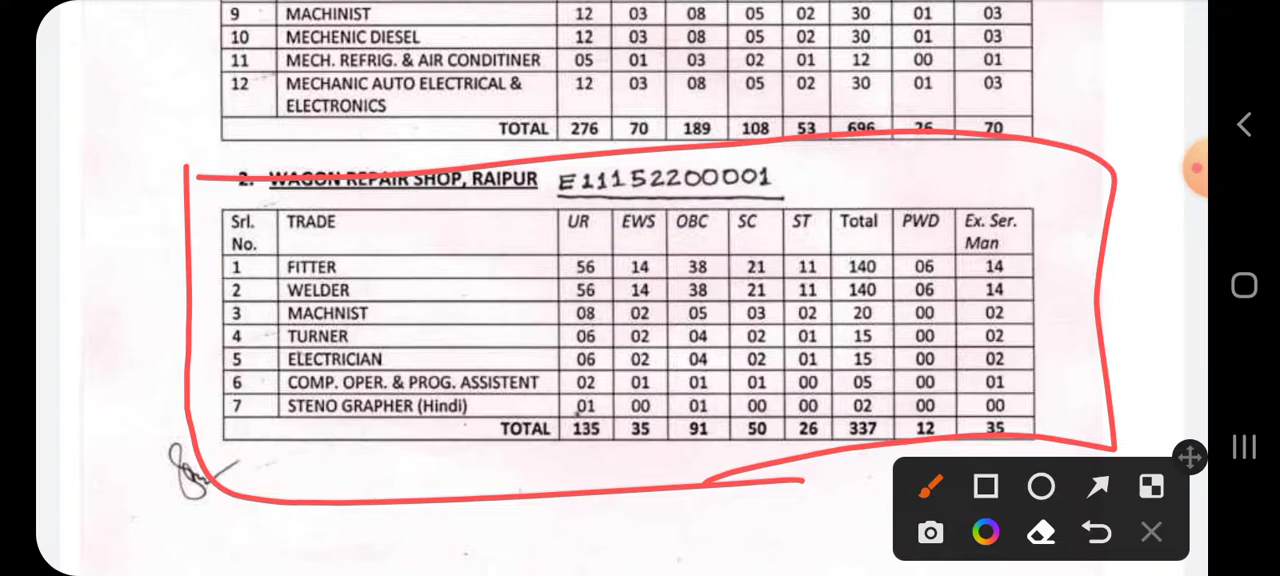 9 MACHINIST 12 03 08 05 02 30 01 03
10 MECHENIC DIESEL 12 03 08 05 02 30 01 03
11 MECH. REFRIG. & AIR CONDITINER 05 01 03 02 01 12 00 01
12 MECHANIC AUTO ELECTRICAL & 12 03 08 05 02 30 01 03
ELECTRONICS
TOTAL 276 70 189 108 53 696 26 70
2. WAGON REPAIR SHOP, RAIPUR E11152200001
Srl. TRADE UR EWS OBC SC ST Total PWD Ex. Ser.
No. Man
1 FITTER 56 14 38 21 11 140 06 14
2 WELDER 56 14 38 21 11 140 06 14
3 MACHNIST 08 02 05 03 02 20 00 02
4 TURNER 06 02 04 02 01 15 00 02
5 ELECTRICIAN 06 02 04 02 01 15 00 02
6 COMP. OPER. & PROG. ASSISTENT 02 01 01 01 00 05 00 01
7 STENO GRAPHER (Hindi) 01 00 01 00 00 02 00 00
TOTAL 135 35 91 50 26 337 12 35